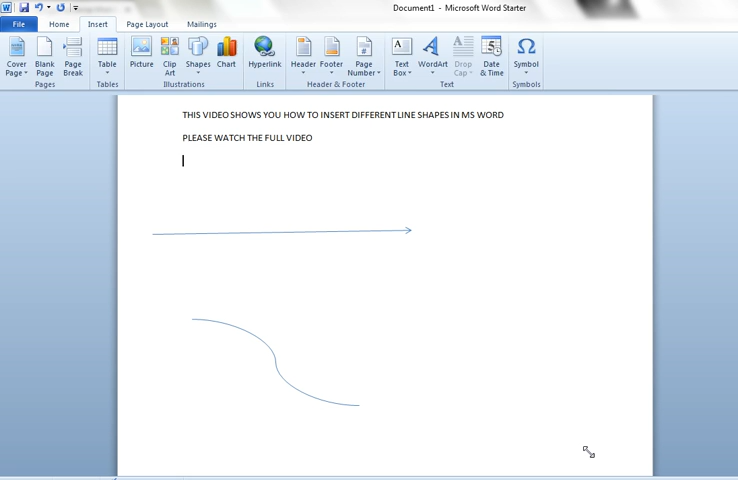 Document1 - Microsoft Word Starter
File Home Insert Page Layout Mailings
Cover Page Blank Page Page Break Table Picture Clip Art Shapes Chart Hyperlink Header Footer Page Number Text Box WordArt Drop Cap Date & Time Symbol
Pages Tables Illustrations Links Header & Footer Text Symbols
THIS VIDEO SHOWS YOU HOW TO INSERT DIFFERENT LINE SHAPES IN MS WORD
PLEASE WATCH THE FULL VIDEO